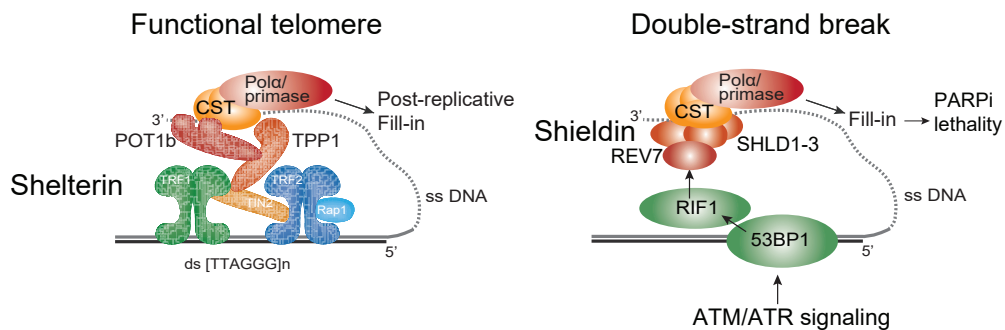 Functional telomere
Polα/
primase
CST
3’
POT1b
TPP1
Post-replicative
Fill-in
Shelterin
TRF1
TRF2
TIN2
Rap1
ss DNA
5’
ds [TTAGGG]n
Double-strand break
Polα/
primase
CST
Shieldin
REV7
SHLD1-3
Fill-in
PARPi
lethality
ss DNA
RIF1
53BP1
5’
ATM/ATR signaling